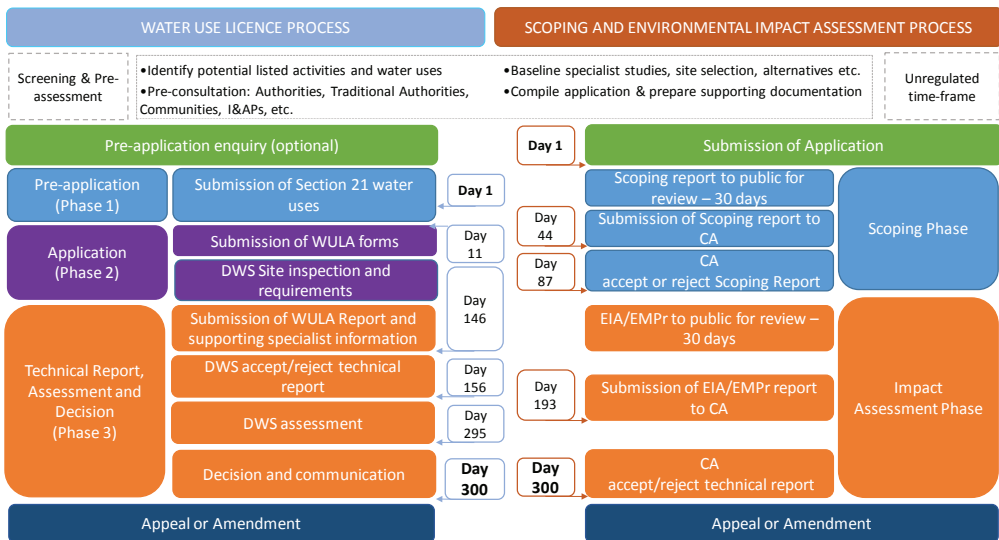 WATER USE LICENCE PROCESS
SCOPING AND ENVIRONMENTAL IMPACT ASSESSMENT PROCESS
Screening & Pre-
assessment
•Identify potential listed activities and water uses
•Pre-consultation: Authorities, Traditional Authorities,
Communities, I&APs, etc.
•Baseline specialist studies, site selection, alternatives etc.
•Compile application & prepare supporting documentation
Unregulated
time-frame
Pre-application enquiry (optional)
Day 1
Submission of Application
Pre-application
(Phase 1)
Submission of Section 21 water
uses
Day 1
Scoping report to public for
review – 30 days
Scoping Phase
Application
(Phase 2)
Submission of WULA forms
Day
11
Day
44
Submission of Scoping report to
CA
DWS Site inspection and
requirements
Day
87
CA
accept or reject Scoping Report
Day
146
Technical Report,
Assessment and
Decision
(Phase 3)
Submission of WULA Report and
supporting specialist information
EIA/EMPr to public for review –
30 days
Impact
Assessment Phase
DWS accept/reject technical
report
Day
156
Day
193
Submission of EIA/EMPr report
to CA
DWS assessment
Day
295
Decision and communication
Day
300
Day
300
CA
accept/reject technical report
Appeal or Amendment
Appeal or Amendment